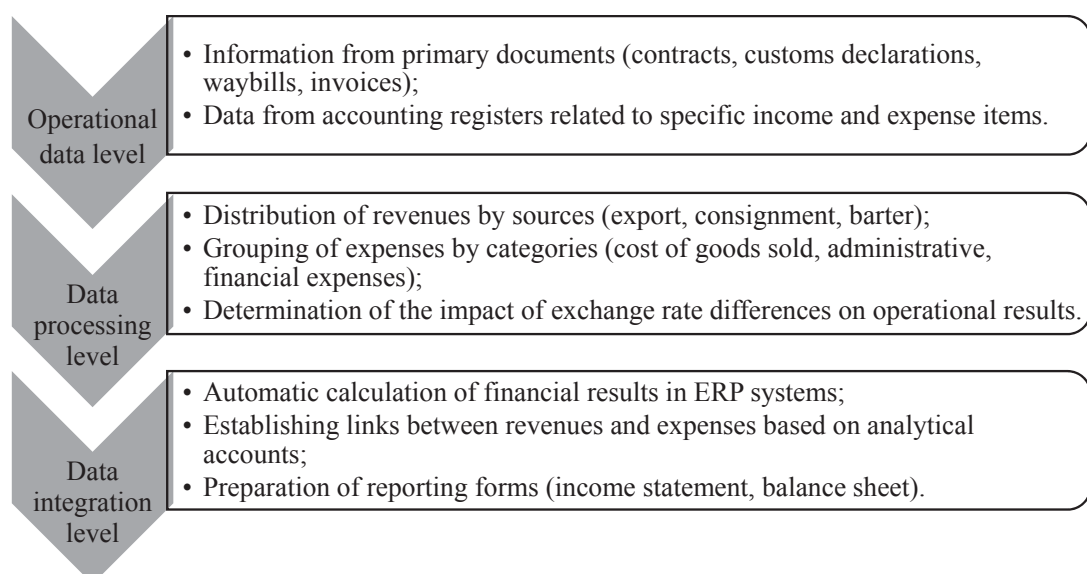 Operational
data level
• Information from primary documents (contracts, customs declarations,
waybills, invoices);
• Data from accounting registers related to specific income and expense items.
Data
processing
level
• Distribution of revenues by sources (export, consignment, barter);
• Grouping of expenses by categories (cost of goods sold, administrative,
financial expenses);
• Determination of the impact of exchange rate differences on operational results.
Data
integration
level
• Automatic calculation of financial results in ERP systems;
• Establishing links between revenues and expenses based on analytical
accounts;
• Preparation of reporting forms (income statement, balance sheet).